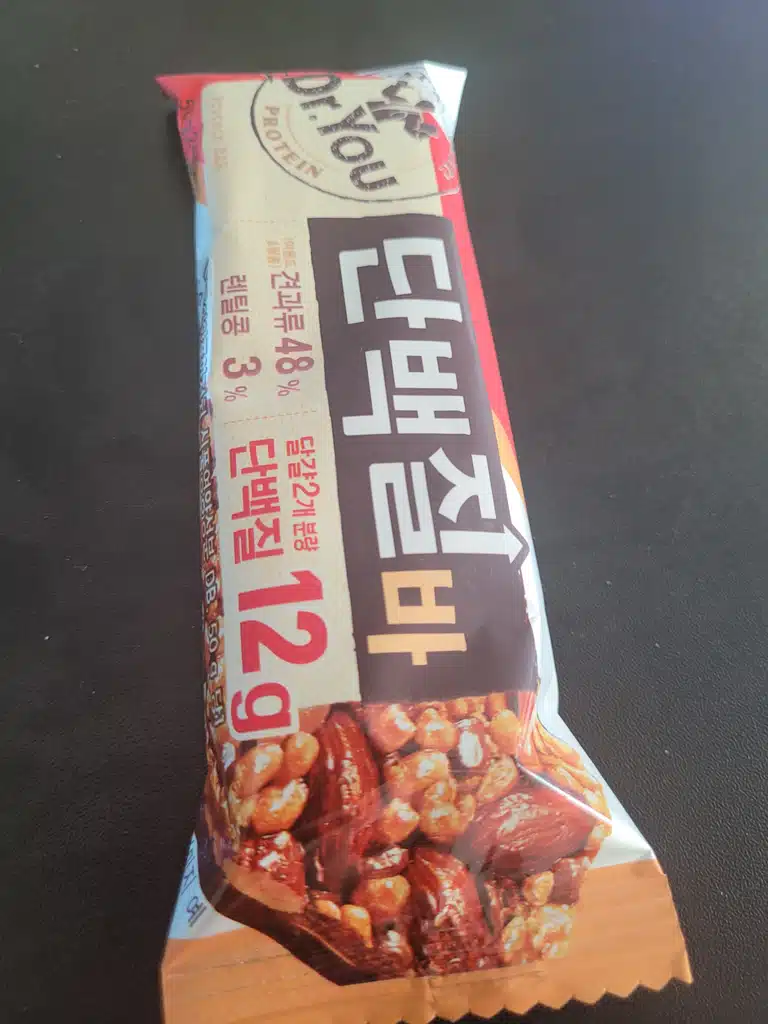 Dr.YOU
PROTEIN
단백질바
견과류 48%
렌틸콩 3%
달걀2개 분량
단백질
12g